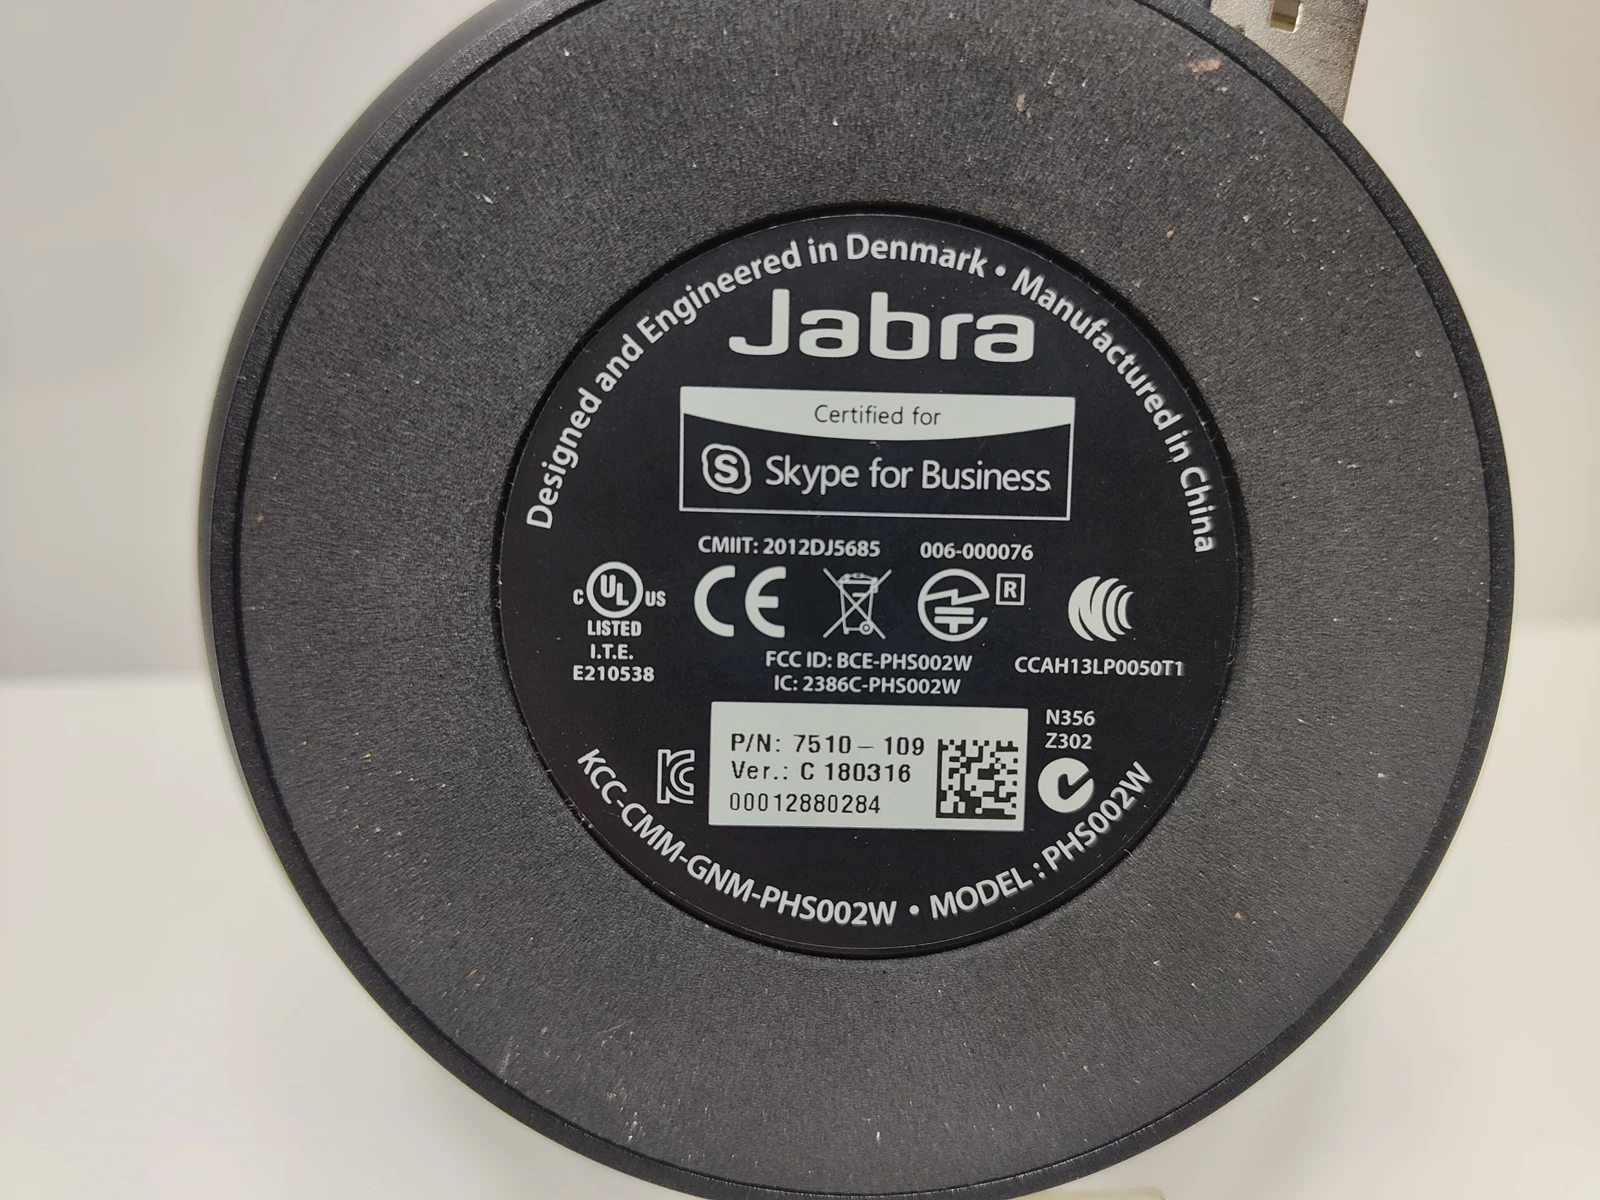 Designed and Engineered in Denmark • Manufactured in China
Jabra
Certified for
Skype for Business
CMIIT: 2012DJ5685 006-000076
C UL US
LISTED
I.T.E.
E210538
CE
R
FCC ID: BCE-PHS002W
IC: 2386C-PHS002W
CCAH13LP0050T1
N356
Z302
P/N: 7510-109
Ver.: C 180316
00012880284
KCC-CMM-GNM-PHS002W • MODEL : PHS002W